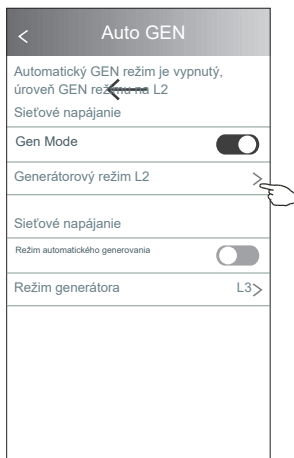 Auto GEN
Automatický GEN režim je vypnutý,
úroveň GEN režimu na L2
Sieťové napájanie
Gen Mode
Generátorový režim L2
Sieťové napájanie
Režim automatického generovania
Režim generátora L3